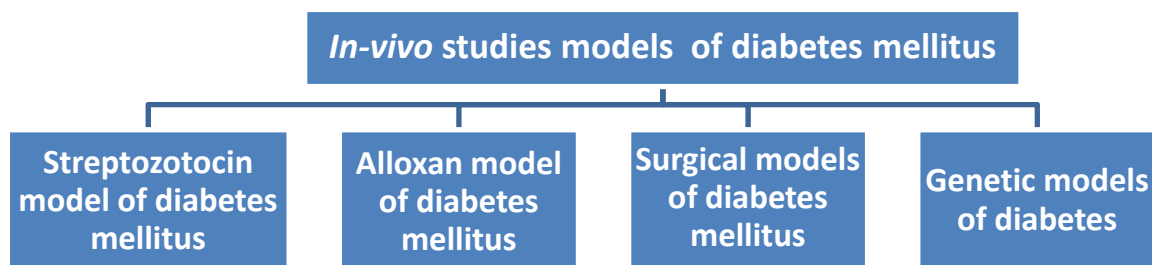 In-vivo studies models of diabetes mellitus
Streptozotocin
model of diabetes
mellitus
Alloxan model
of diabetes
mellitus
Surgical models
of diabetes
mellitus
Genetic models
of diabetes